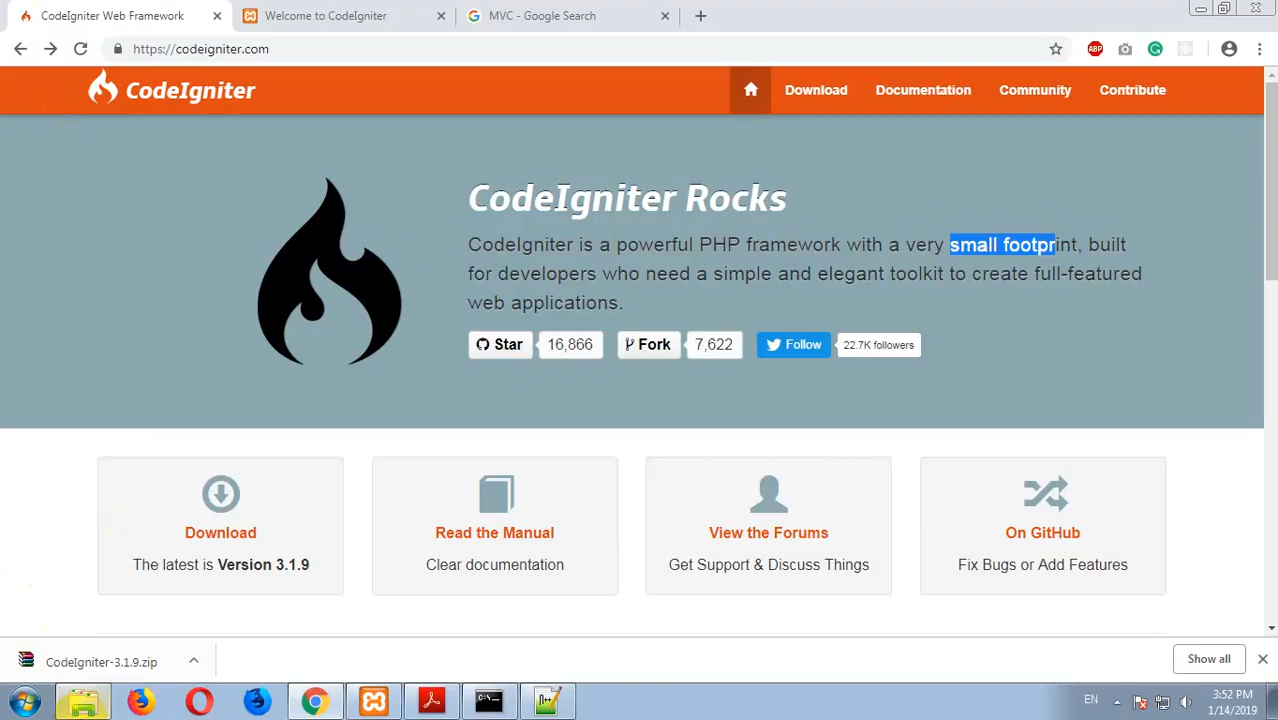 CodeIgniter Web Framework
Welcome to CodeIgniter
MVC - Google Search
https://codeigniter.com
ABP
CodeIgniter
Download
Documentation
Community
Contribute
CodeIgniter Rocks
CodeIgniter is a powerful PHP framework with a very small footprint, built
for developers who need a simple and elegant toolkit to create full-featured
web applications.
Star
16,866
Fork
7,622
Follow
22.7K followers
Download
The latest is Version 3.1.9
Read the Manual
Clear documentation
View the Forums
Get Support & Discuss Things
On GitHub
Fix Bugs or Add Features
CodeIgniter-3.1.9.zip
Show all
EN
3:52 PM
1/14/2019